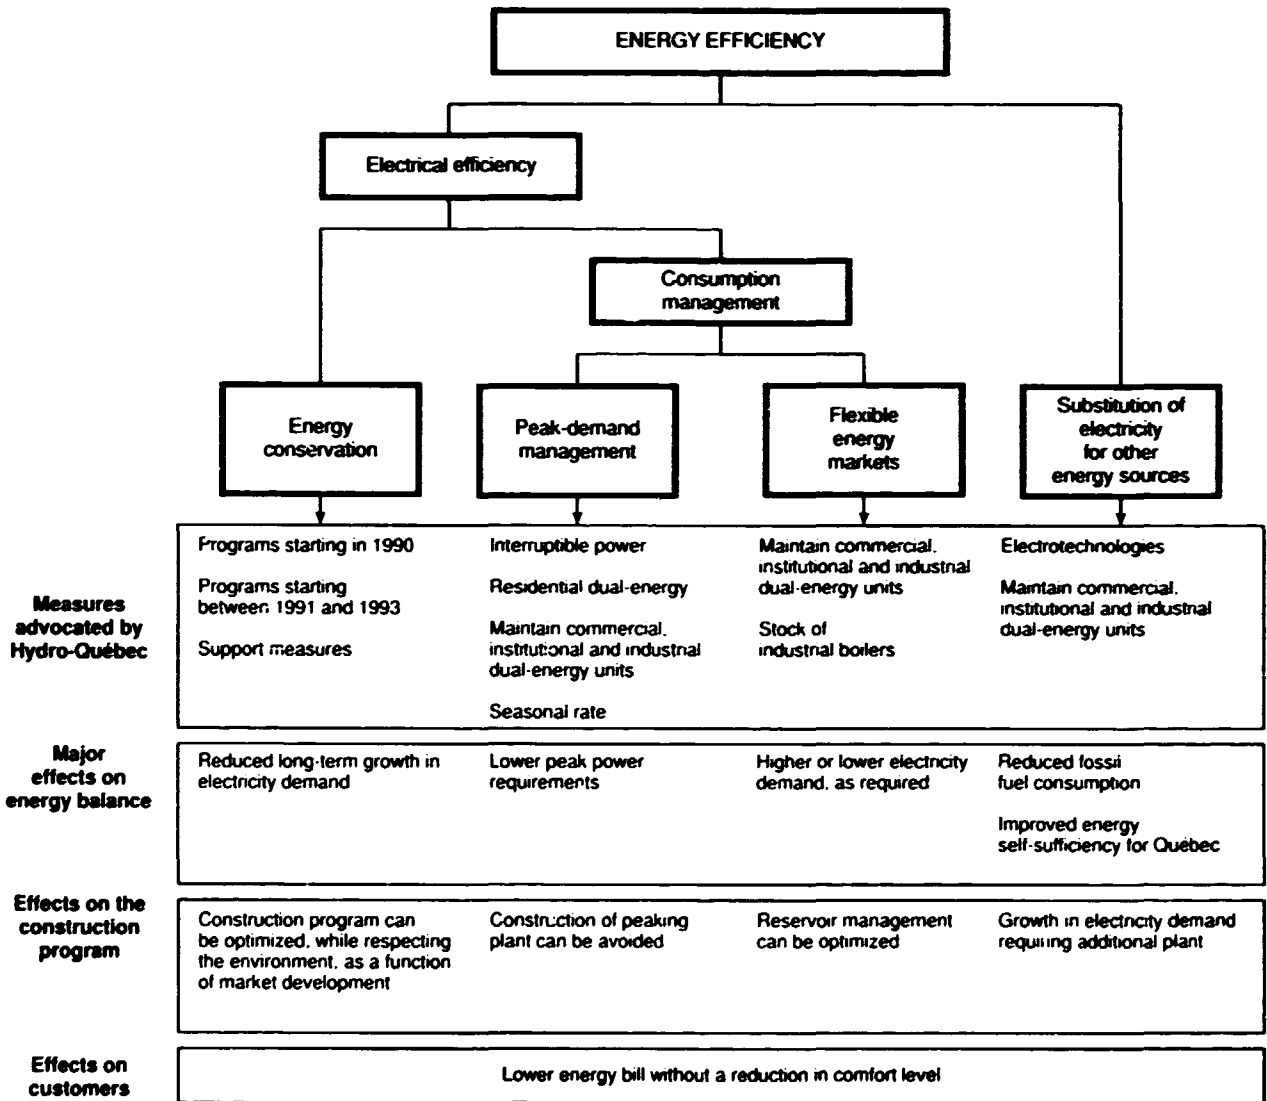 ENERGY EFFICIENCY
Electrical efficiency
Consumption
management
Energy
conservation
Peak-demand
management
Flexible
energy
markets
Substitution of
electricity
for other
energy sources
Measures
advocated by
Hydro-Québec
Programs starting in 1990
Programs starting
between 1991 and 1993
Support measures
Interruptible power
Residential dual-energy
Maintain commercial,
institutional and industrial
dual-energy units
Seasonal rate
Maintain commercial,
institutional and industrial
dual-energy units
Stock of
industrial boilers
Electrotechnologies
Maintain commercial,
institutional and industrial
dual-energy units
Major
effects on
energy balance
Reduced long-term growth in
electricity demand
Lower peak power
requirements
Higher or lower electricity
demand, as required
Reduced fossil
fuel consumption
Improved energy
self-sufficiency for Québec
Effects on the
construction
program
Construction program can
be optimized, while respecting
the environment, as a function
of market development
Construction of peaking
plant can be avoided
Reservoir management
can be optimized
Growth in electricity demand
requiring additional plant
Effects on
customers
Lower energy bill without a reduction in comfort level